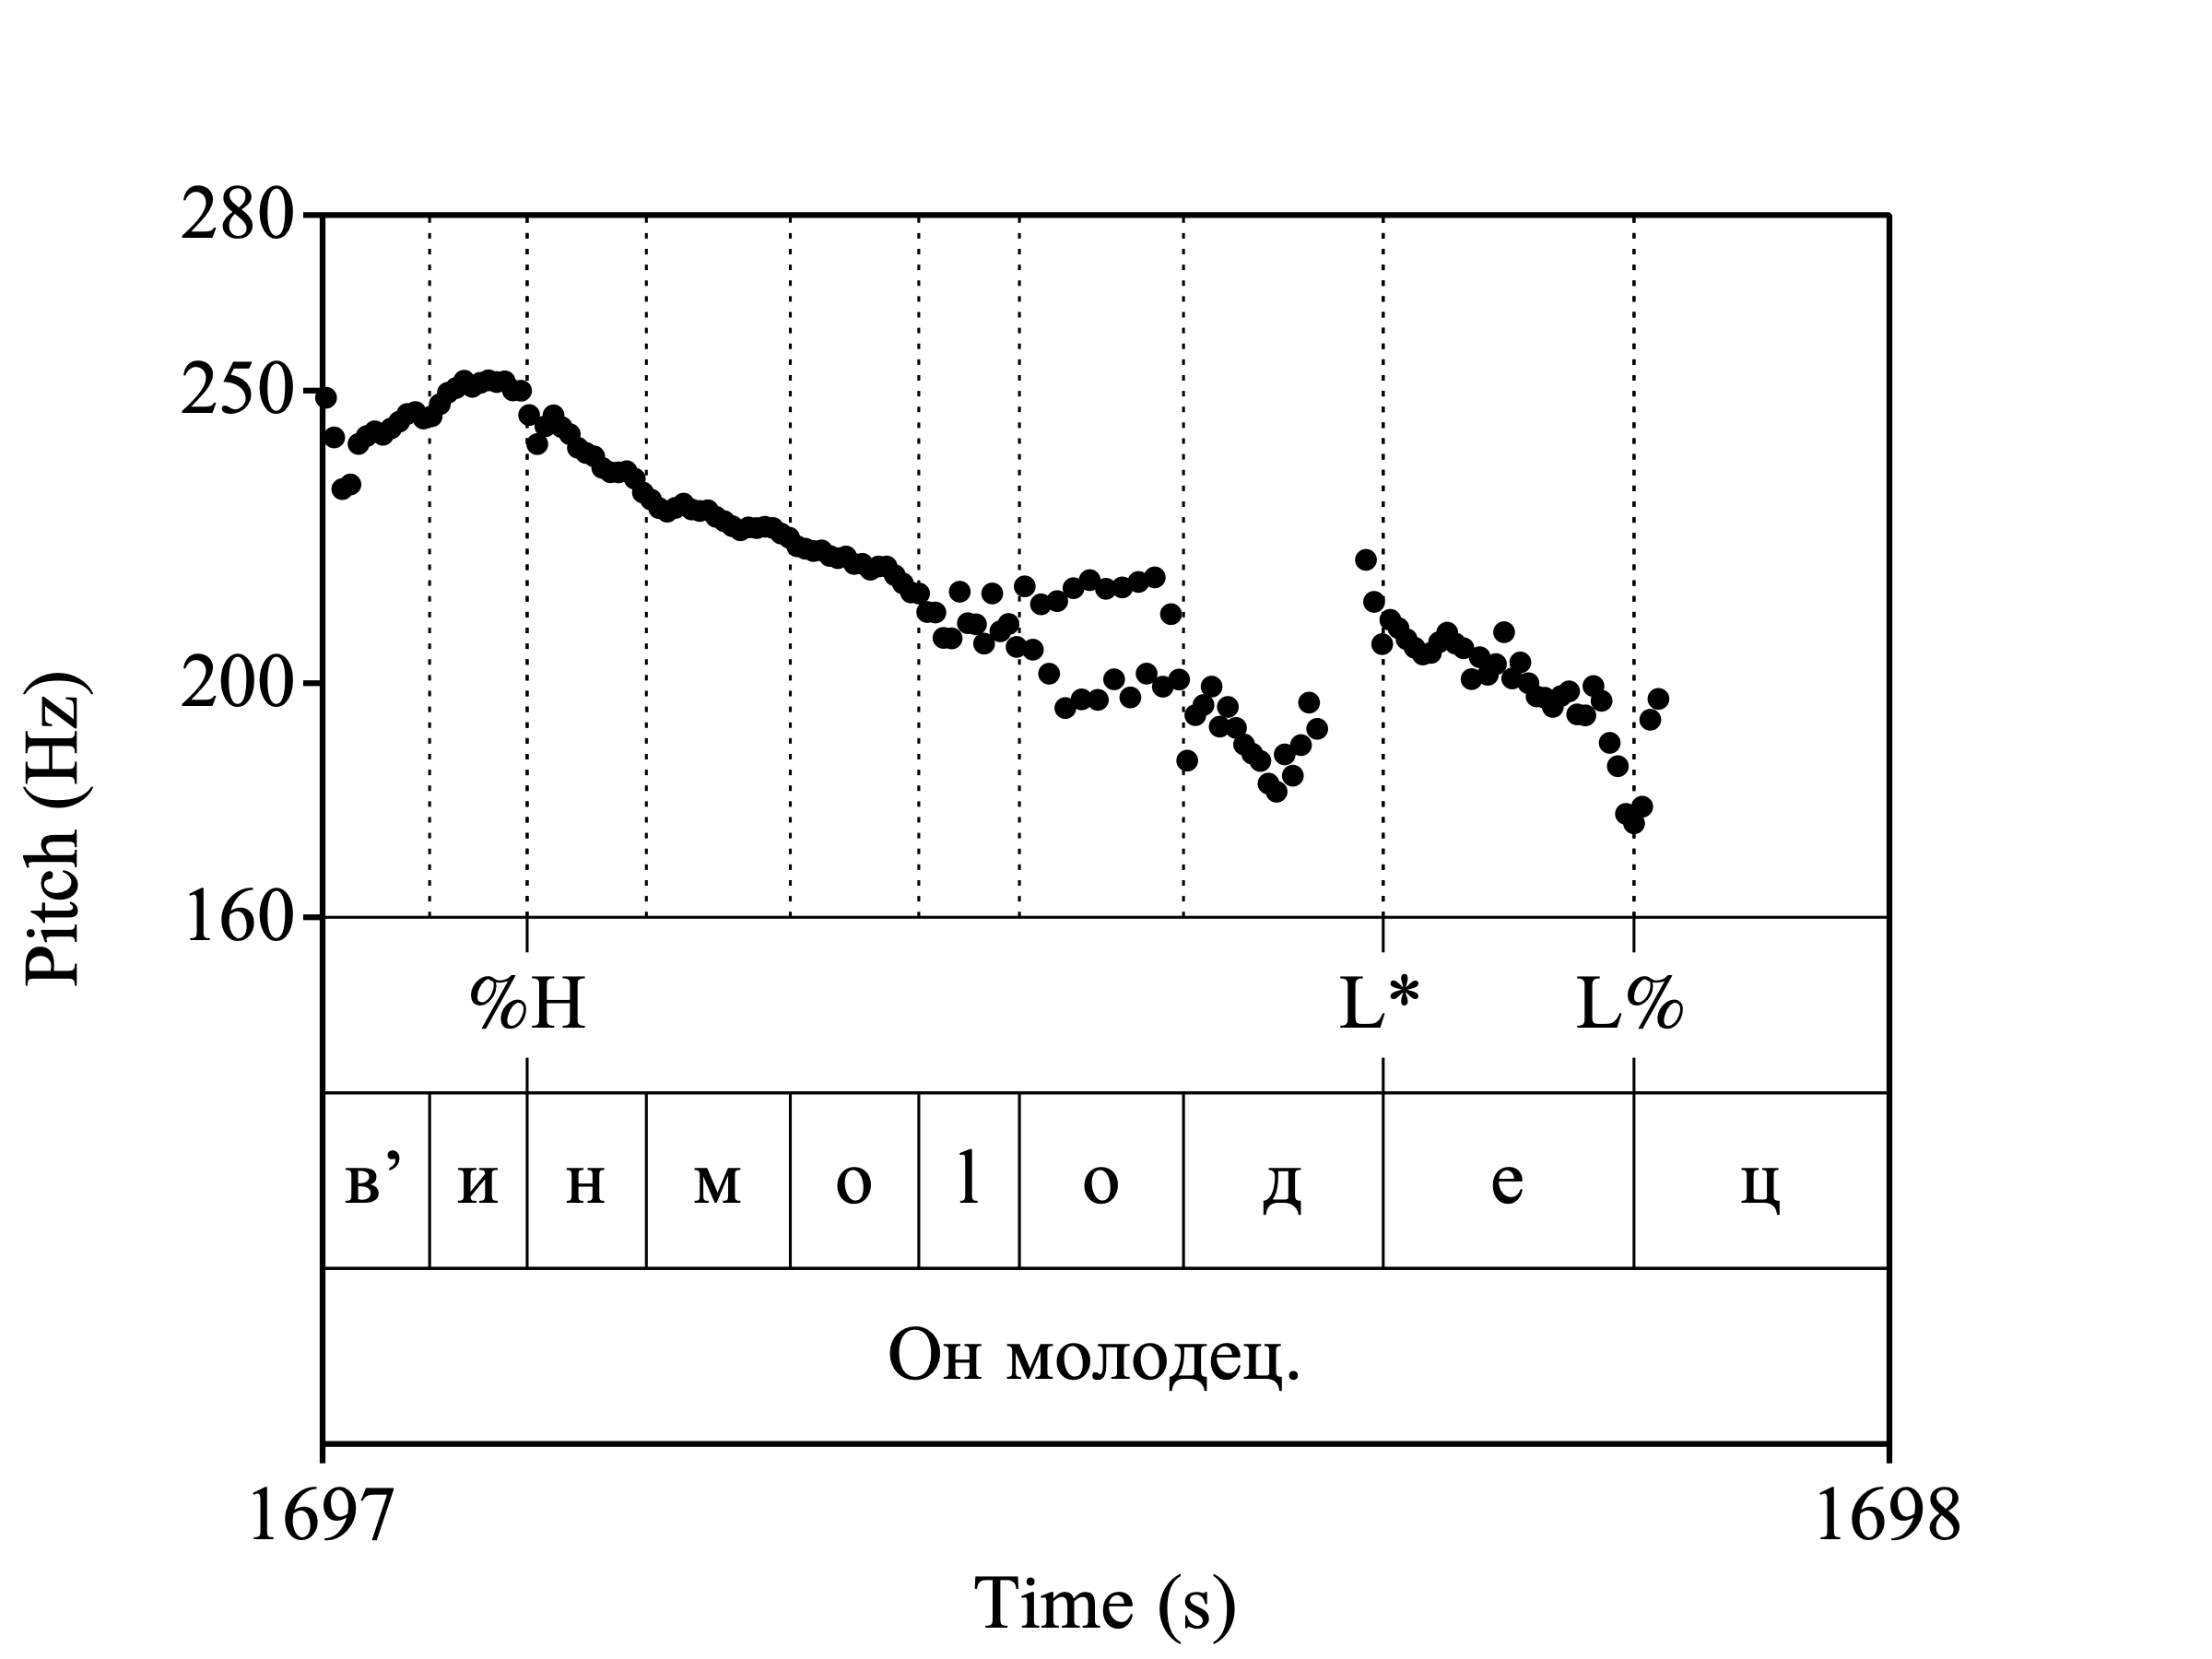 280
250
200
160
Pitch (Hz)
%H L* L%
в’ и н м о l о д е ц
Он молодец.
1697 1698
Time (s)